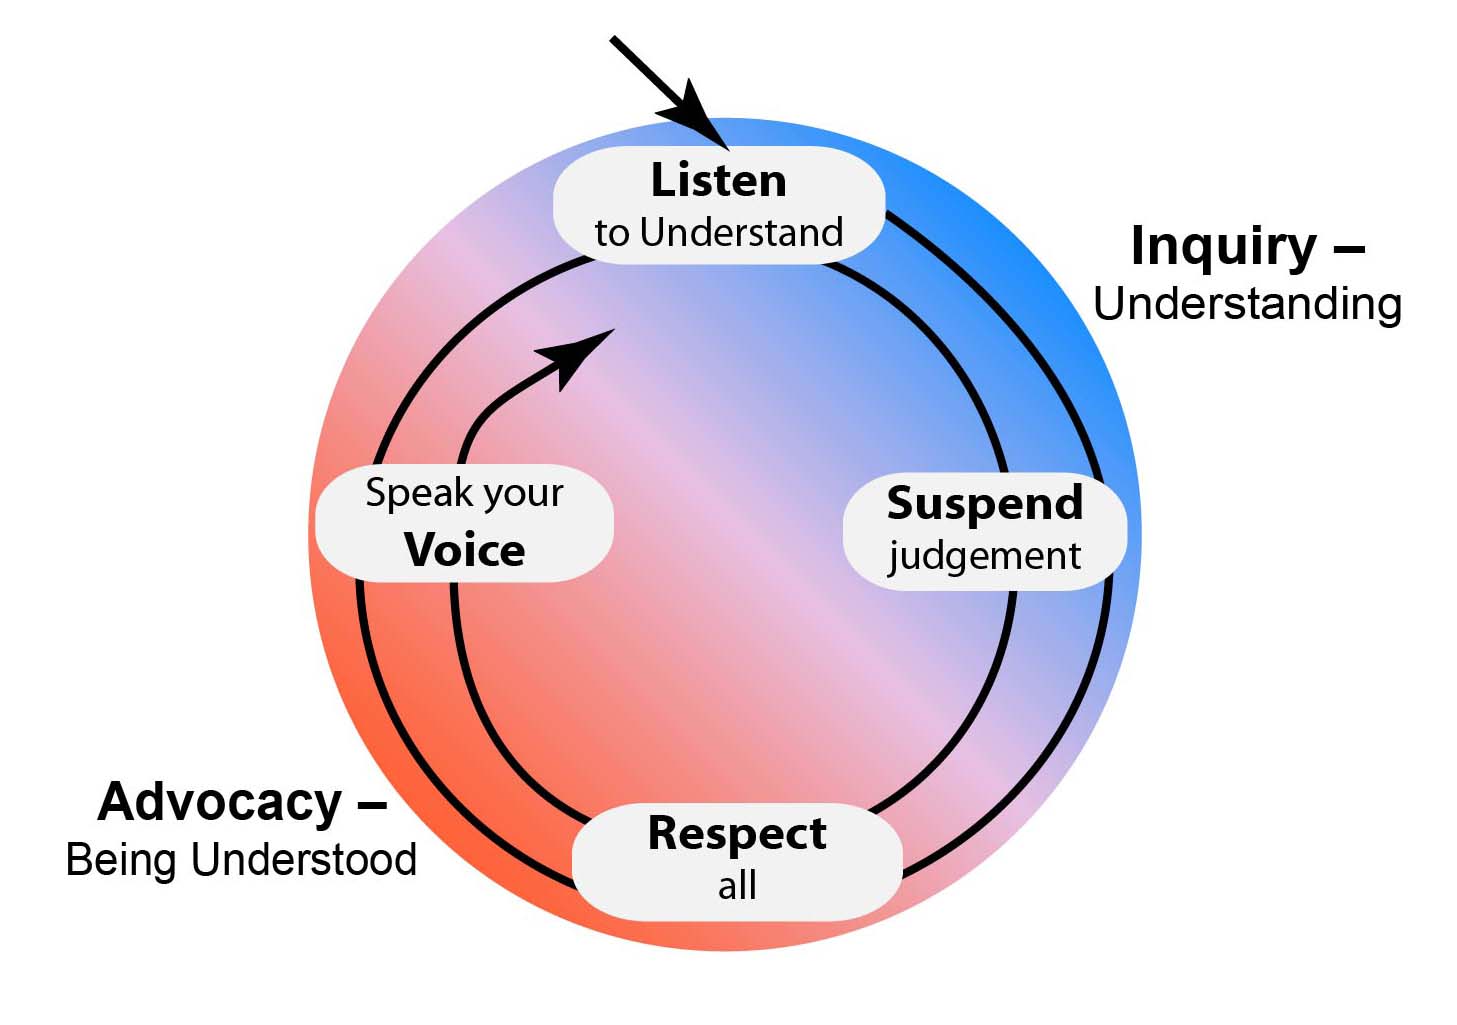 Listen
to Understand
Inquiry –
Understanding
Speak your
Voice
Suspend
judgement
Advocacy –
Being Understood
Respect
all